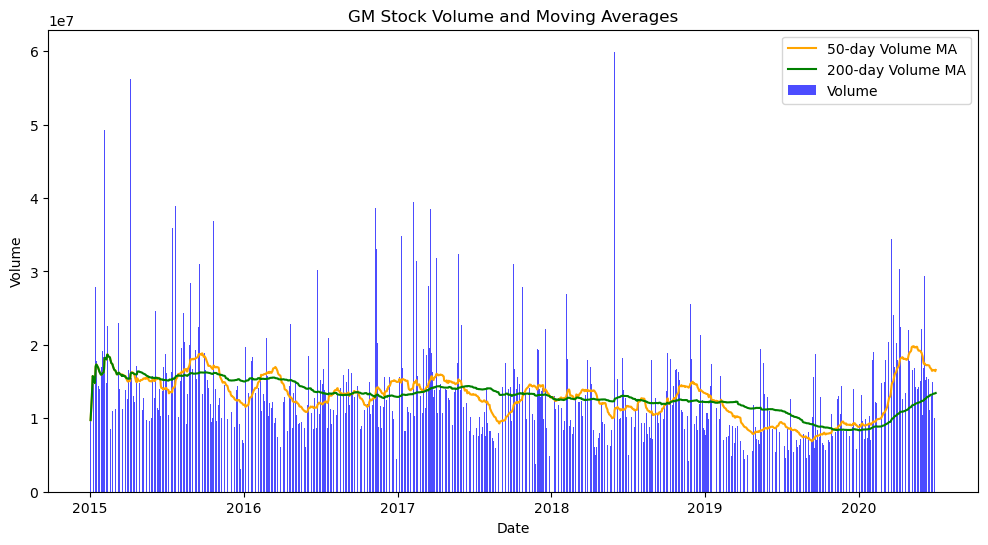 GM Stock Volume and Moving Averages
1e7
50-day Volume MA
200-day Volume MA
Volume
6
5
4
3
2
1
0
Volume
2015 2016 2017 2018 2019 2020
Date